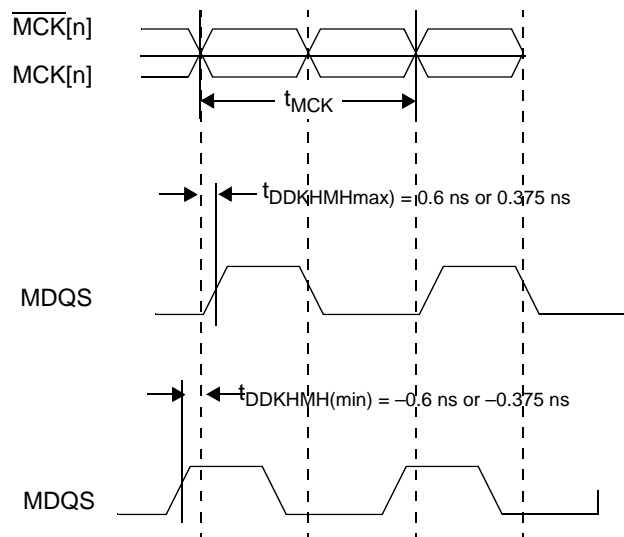 MCK[n]
MCK[n]
tMCK
tDDKHMHmax) = 0.6 ns or 0.375 ns
MDQS
tDDKHMH(min) = –0.6 ns or –0.375 ns
MDQS